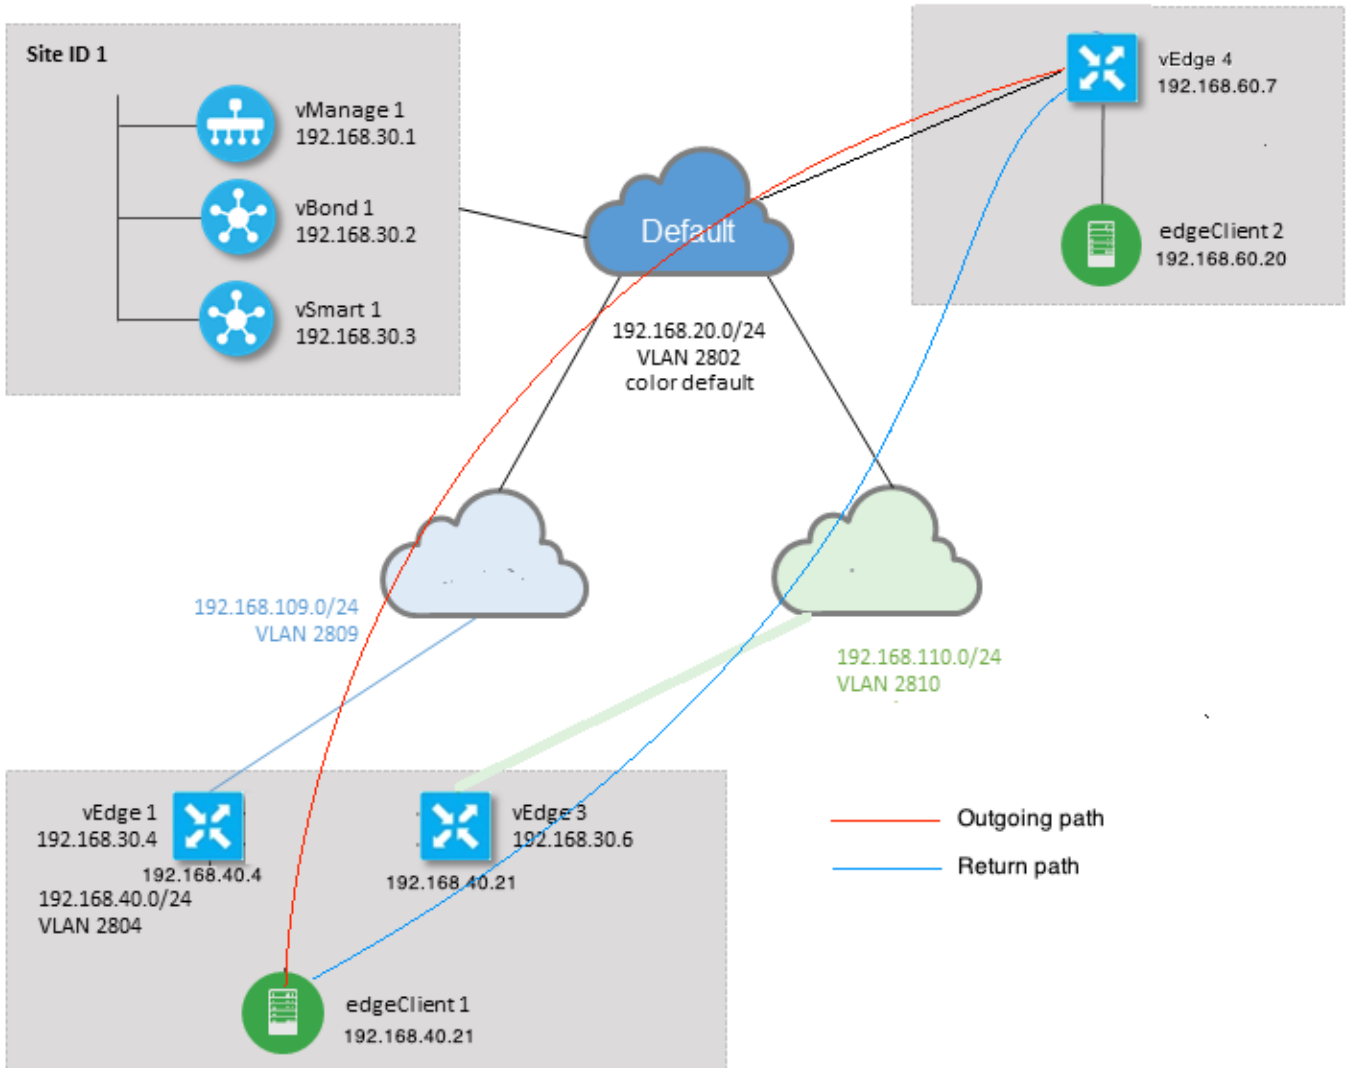 Site ID 1
vManage 1
192.168.30.1
vBond 1
192.168.30.2
vSmart 1
192.168.30.3
Default
192.168.20.0/24
VLAN 2802
color default
vEdge 4
192.168.60.7
edgeClient 2
192.168.60.20
192.168.109.0/24
VLAN 2809
192.168.110.0/24
VLAN 2810
vEdge 1
192.168.30.4
192.168.40.4
192.168.40.0/24
VLAN 2804
vEdge 3
192.168.30.6
192.168.40.21
edgeClient 1
192.168.40.21
Outgoing path
Return path